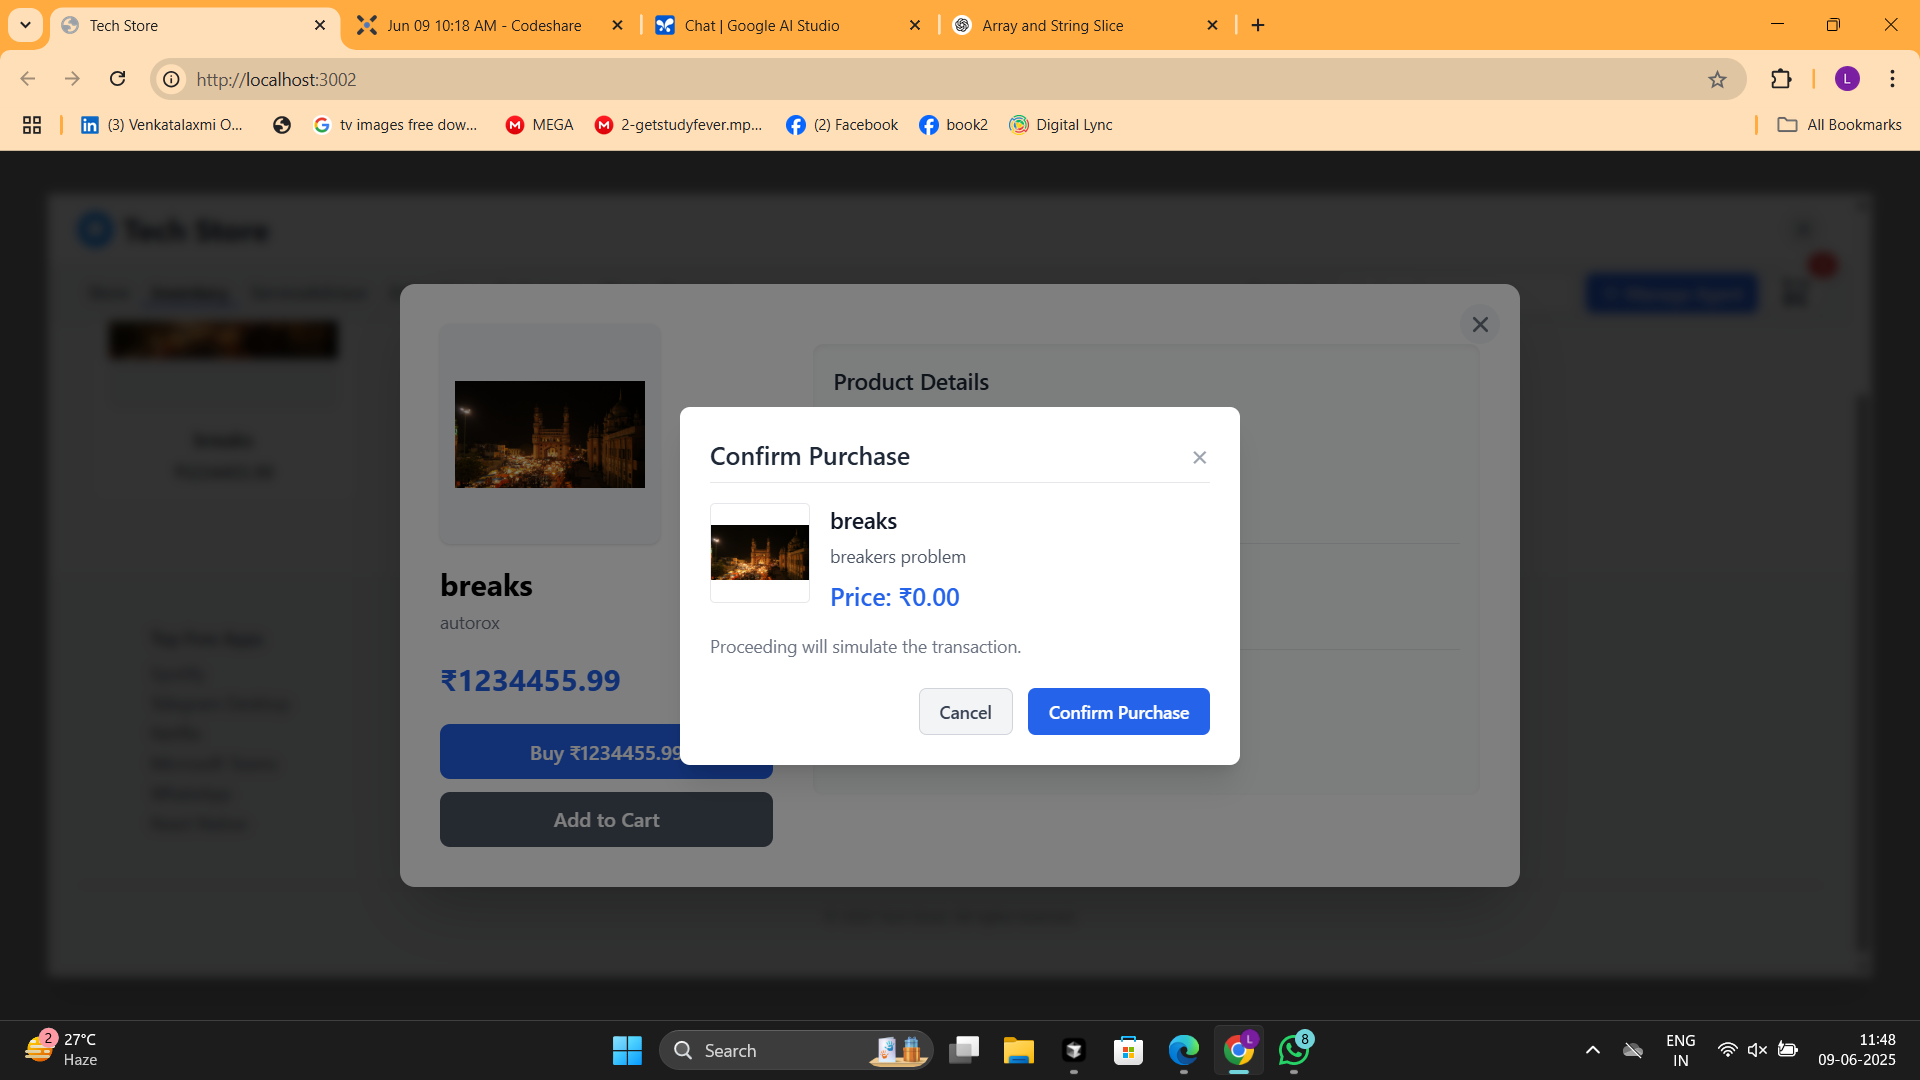 Tech Store
Jun 09 10:18 AM - Codeshare
Chat | Google AI Studio
Array and String Slice
http://localhost:3002
L
(3) Venkatalaxmi O...
tv images free dow...
MEGA
2-getstudyfever.mp...
(2) Facebook
book2
Digital Lync
All Bookmarks
Tech Store
Product Details
Confirm Purchase
breaks
breakers problem
Price: ₹0.00
Proceeding will simulate the transaction.
Cancel
Confirm Purchase
breaks
autorox
₹1234455.99
Buy ₹1234455.99
Add to Cart
2
27°C
Haze
Search
L
8
ENG
IN
11:48
09-06-2025